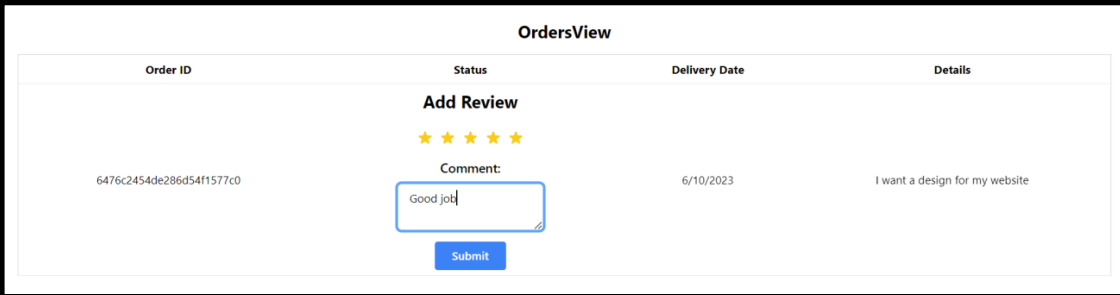 OrdersView
Order ID Status Delivery Date Details
Add Review
Comment:
6476c2454de286d54f1577c0 6/10/2023 I want a design for my website
Good job
Submit